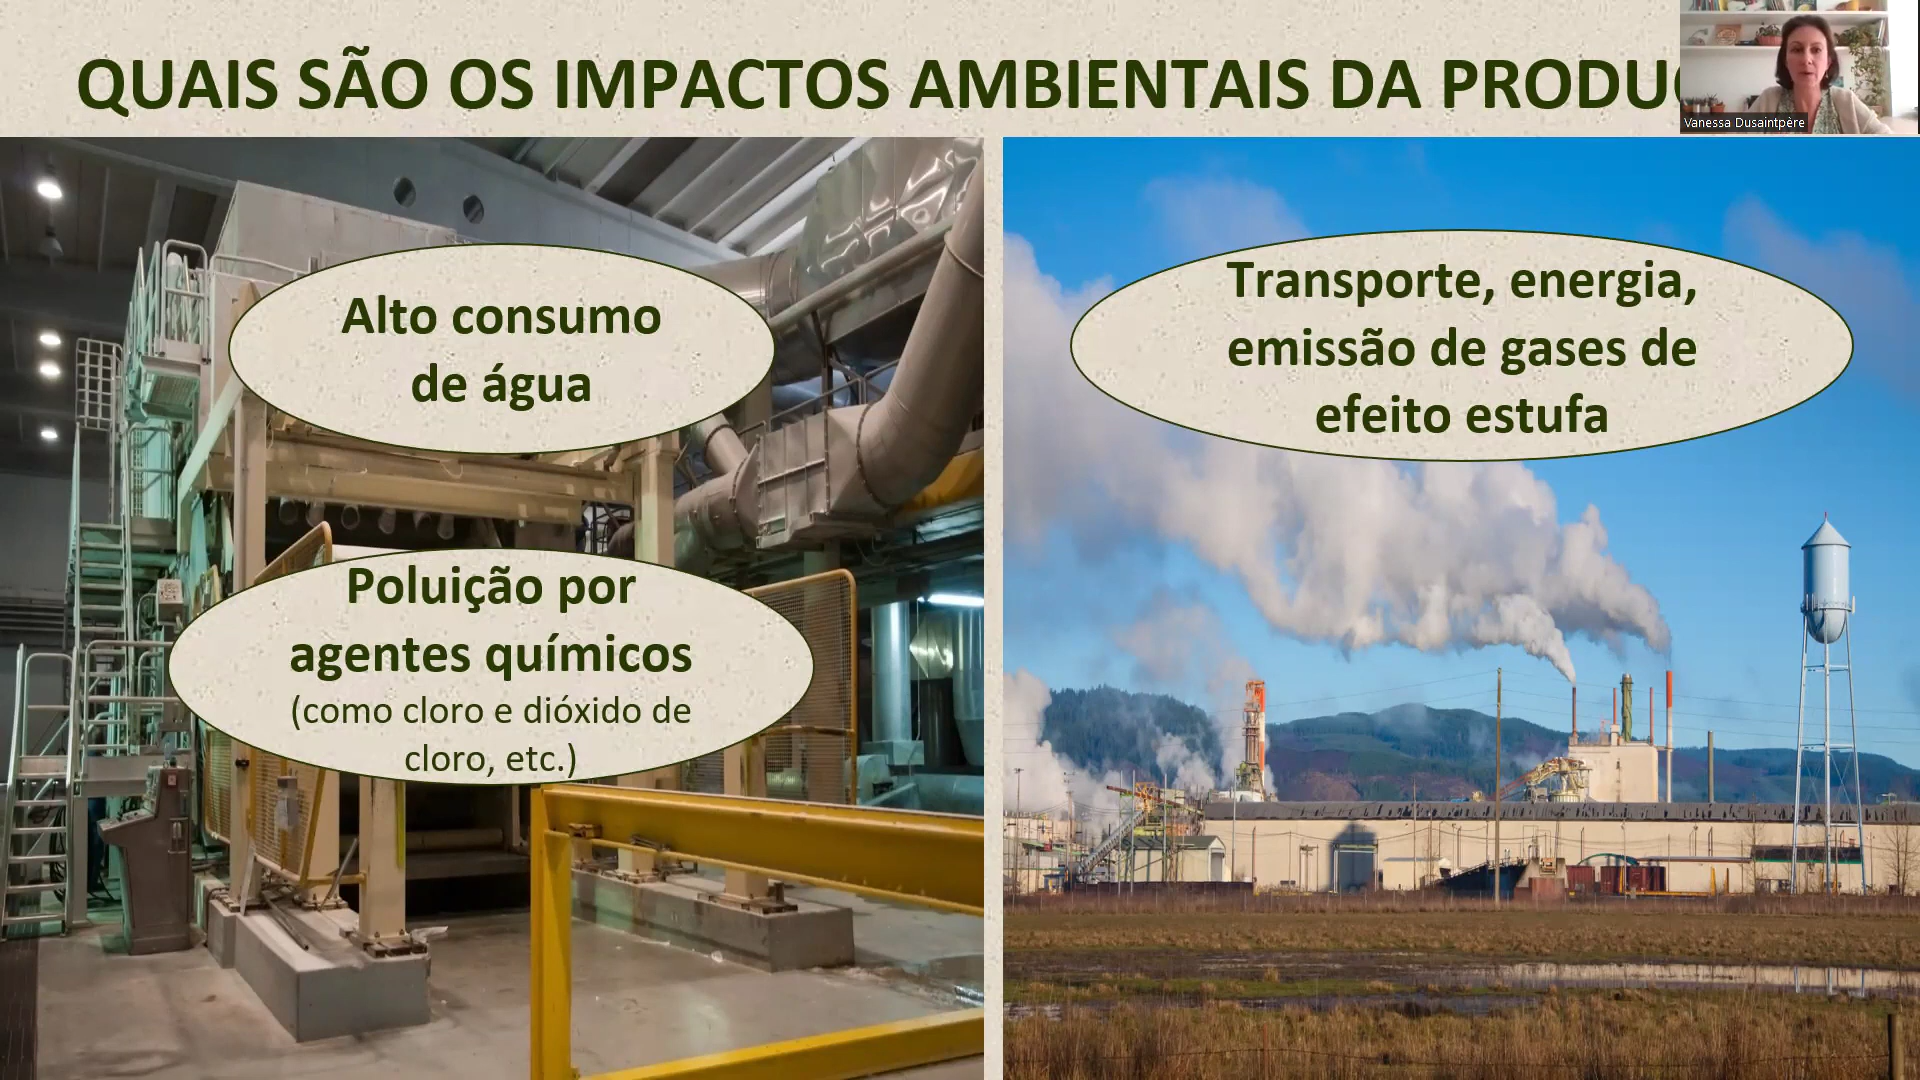 QUAIS SÃO OS IMPACTOS AMBIENTAIS DA
Vanessa Dusaintpère
Alto consumo
de água
Poluição por
agentes químicos
(como cloro e dióxido de
cloro, etc.)
Transporte, energia,
emissão de gases de
efeito estufa